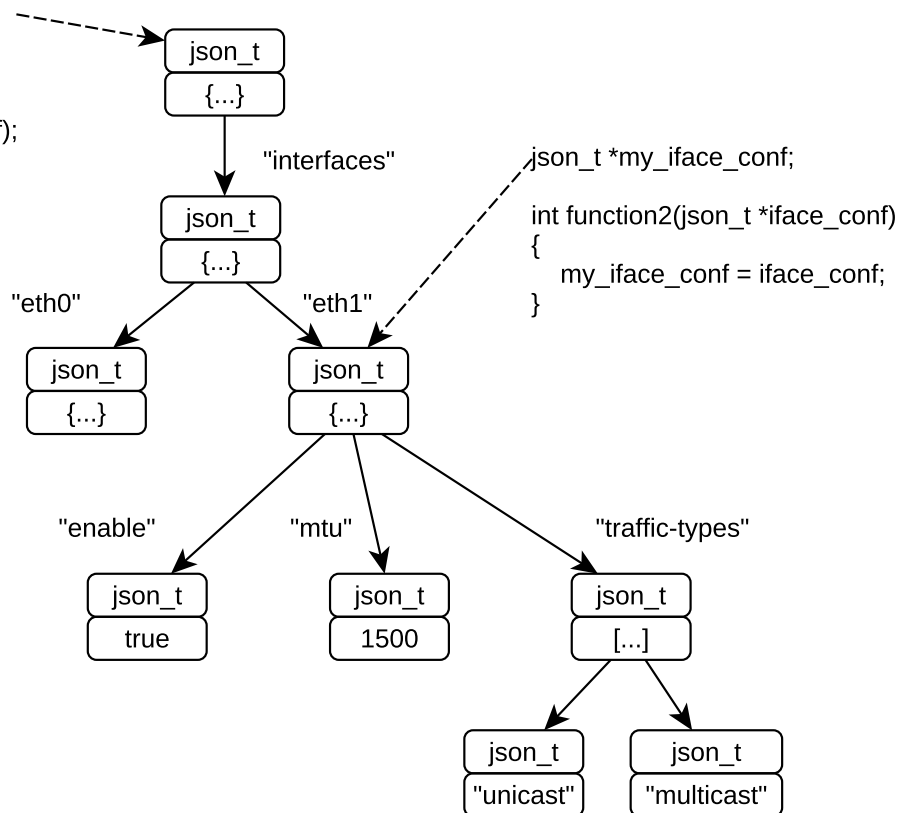 json_t
{...}
f);
"interfaces"
json_t *my_iface_conf;
json_t
{...}
int function2(json_t *iface_conf)
{
my_iface_conf = iface_conf;
}
"eth0"
"eth1"
json_t
{...}
json_t
{...}
"enable"
"mtu"
"traffic-types"
json_t
true
json_t
1500
json_t
[...]
json_t
"unicast"
json_t
"multicast"